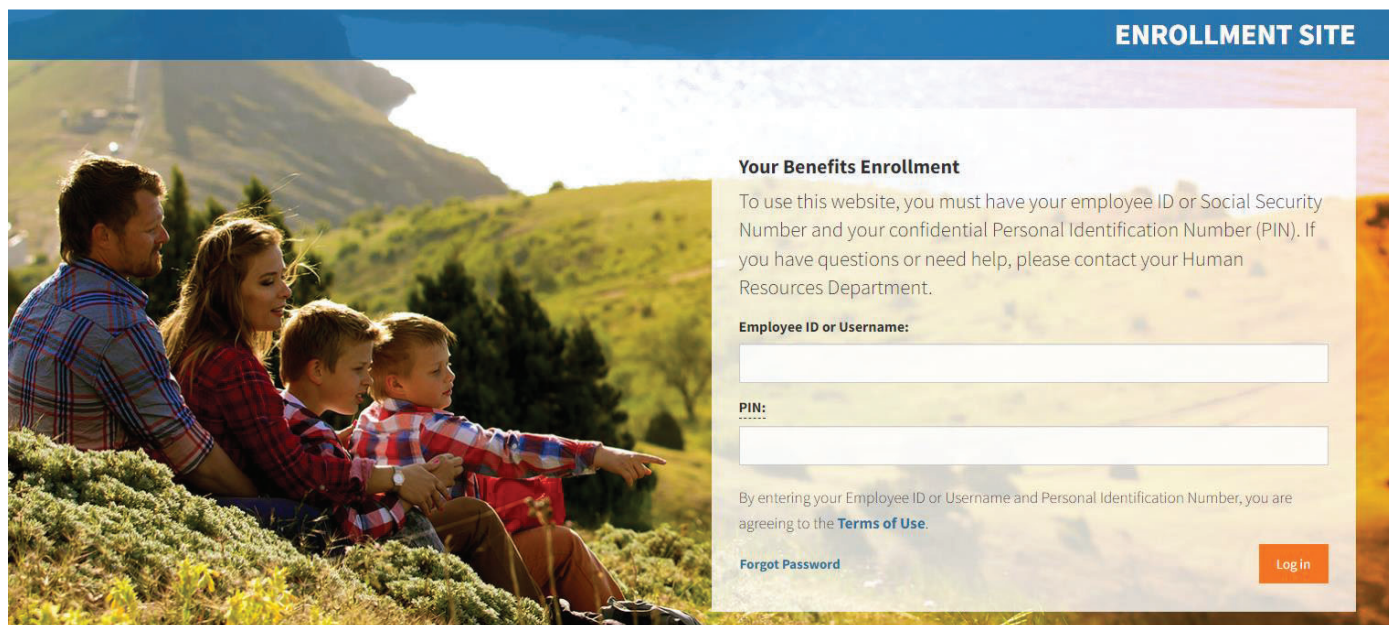 ENROLLMENT SITE
Your Benefits Enrollment
To use this website, you must have your employee ID or Social Security
Number and your confidential Personal Identification Number (PIN). If
you have questions or need help, please contact your Human
Resources Department.
Employee ID or Username:
PIN:
By entering your Employee ID or Username and Personal Identification Number, you are
agreeing to the Terms of Use.
Forgot Password
Log in